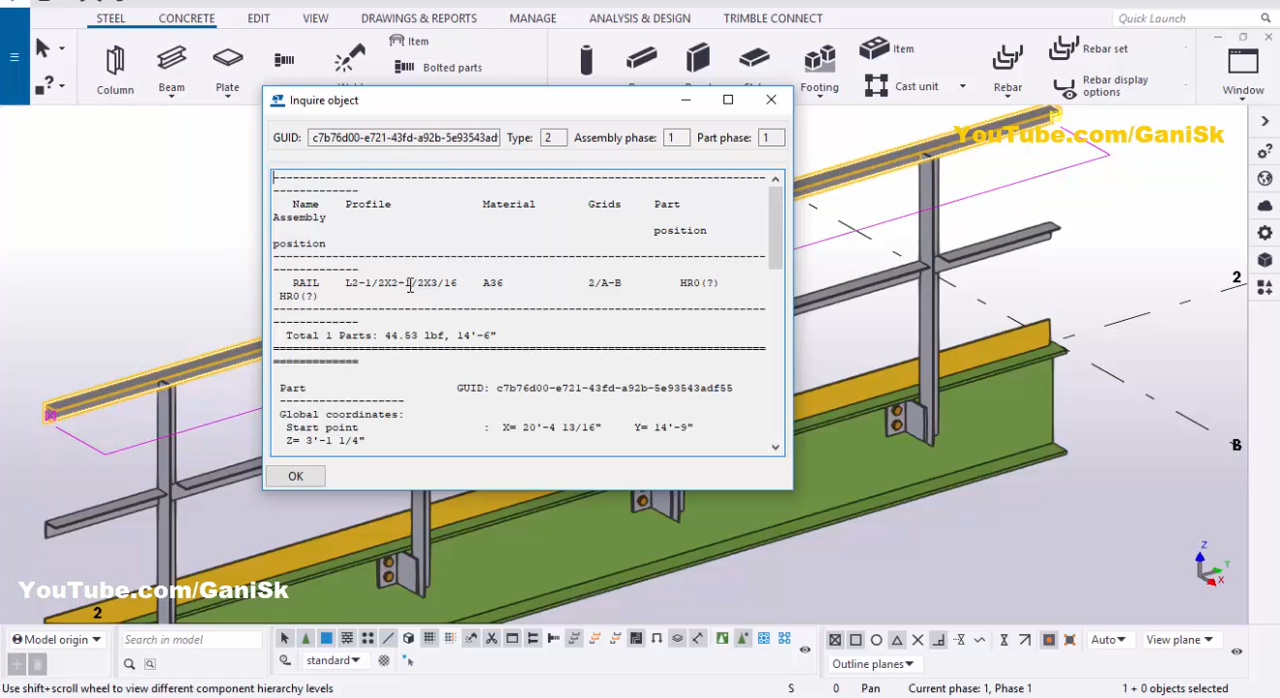 STEEL CONCRETE EDIT VIEW DRAWINGS & REPORTS MANAGE ANALYSIS & DESIGN TRIMBLE CONNECT Quick Launch
Item
Bolted parts
Column Beam Plate
Footing
Item
Cast unit
Rebar
Rebar set
Rebar display
options
Window
Inquire object
GUID: c7b76d00-e721-43fd-a92b-5e93543ad Type: 2 Assembly phase: 1 Part phase: 1
Name Profile Material Grids Part
Assembly
position
position
RAIL L2-1/2X2-1/2X3/16 A36 2/A-B HR0(?)
HR0(?)
Total 1 Parts: 44.53 lbf, 14'-6"
Part GUID: c7b76d00-e721-43fd-a92b-5e93543adf55
Global coordinates:
Start point : X= 20'-4 13/16" Y= 14'-9"
Z= 3'-1 1/4"
OK
YouTube.com/GaniSk
2
B
Z
Y
X
YouTube.com/GaniSk
2
Model origin Search in model
standard
Auto View plane
Outline planes
Use shift+scroll wheel to view different component hierarchy levels S 0 Pan Current phase: 1, Phase 1 1 + 0 objects selected